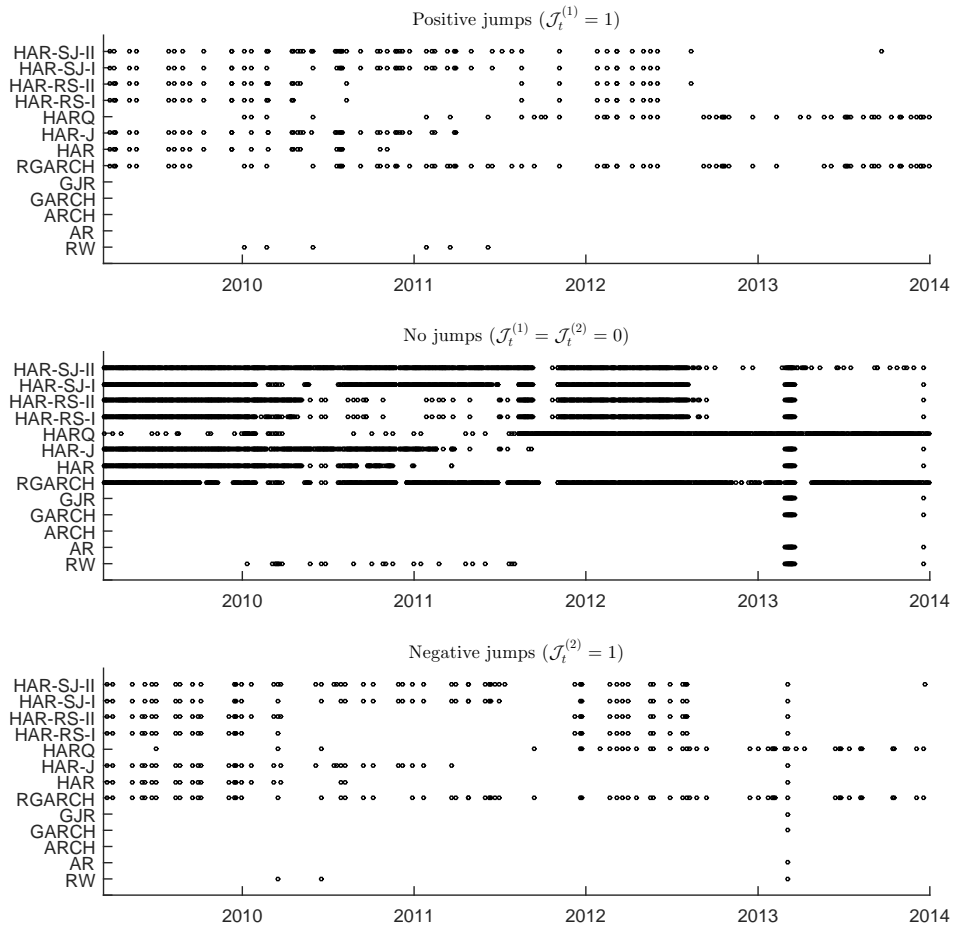 Positive jumps (𝒥_t^(1) = 1)
HAR-SJ-II
HAR-SJ-I
HAR-RS-II
HAR-RS-I
HARQ
HAR-J
HAR
RGARCH
GJR
GARCH
ARCH
AR
RW
2010 2011 2012 2013 2014
No jumps (𝒥_t^(1) = 𝒥_t^(2) = 0)
HAR-SJ-II
HAR-SJ-I
HAR-RS-II
HAR-RS-I
HARQ
HAR-J
HAR
RGARCH
GJR
GARCH
ARCH
AR
RW
2010 2011 2012 2013 2014
Negative jumps (𝒥_t^(2) = 1)
HAR-SJ-II
HAR-SJ-I
HAR-RS-II
HAR-RS-I
HARQ
HAR-J
HAR
RGARCH
GJR
GARCH
ARCH
AR
RW
2010 2011 2012 2013 2014